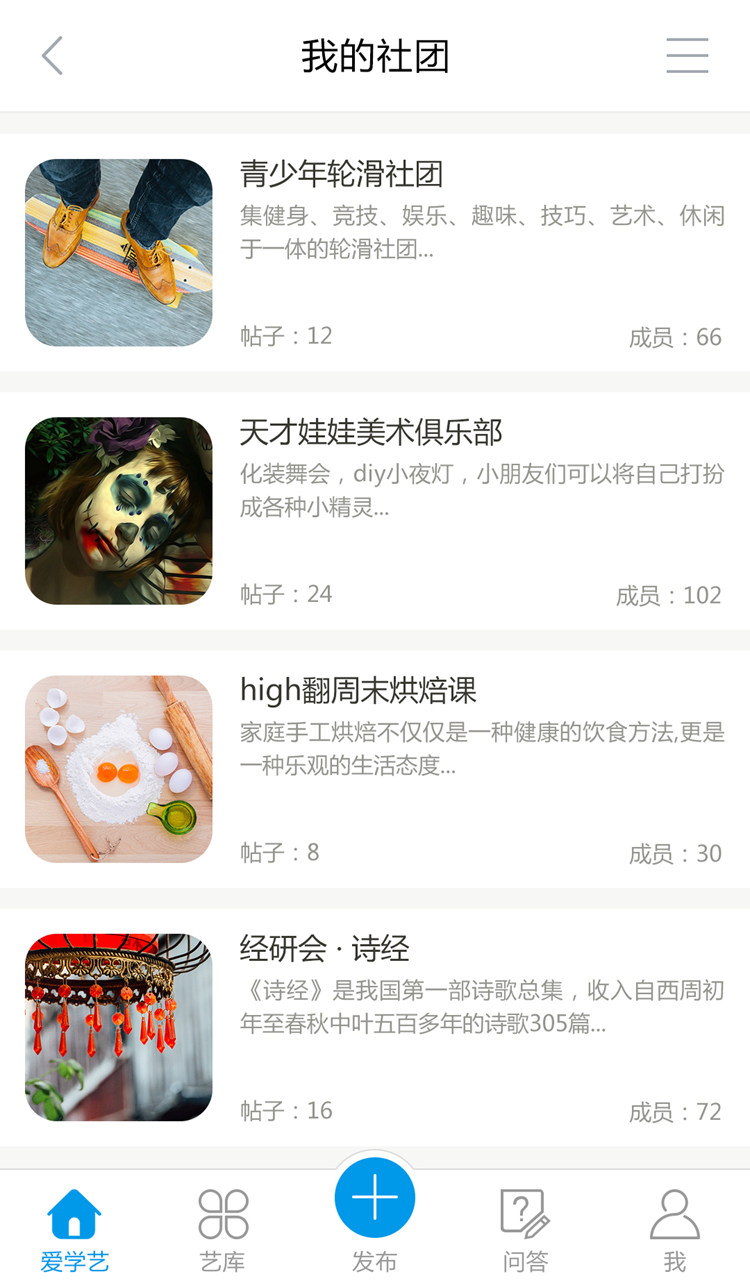 我的社团
青少年轮滑社团
集健身、竞技、娱乐、趣味、技巧、艺术、休闲
于一体的轮滑社团...
帖子：12
成员：66
天才娃娃美术俱乐部
化装舞会，diy小夜灯，小朋友们可以将自己打扮
成各种小精灵...
帖子：24
成员：102
high翻周末烘焙课
家庭手工烘焙不仅仅是一种健康的饮食方法,更是
一种乐观的生活态度...
帖子：8
成员：30
经研会·诗经
《诗经》是我国第一部诗歌总集，收入自西周初
年至春秋中叶五百多年的诗歌305篇...
帖子：16
成员：72
爱学艺
艺库
发布
问答
我